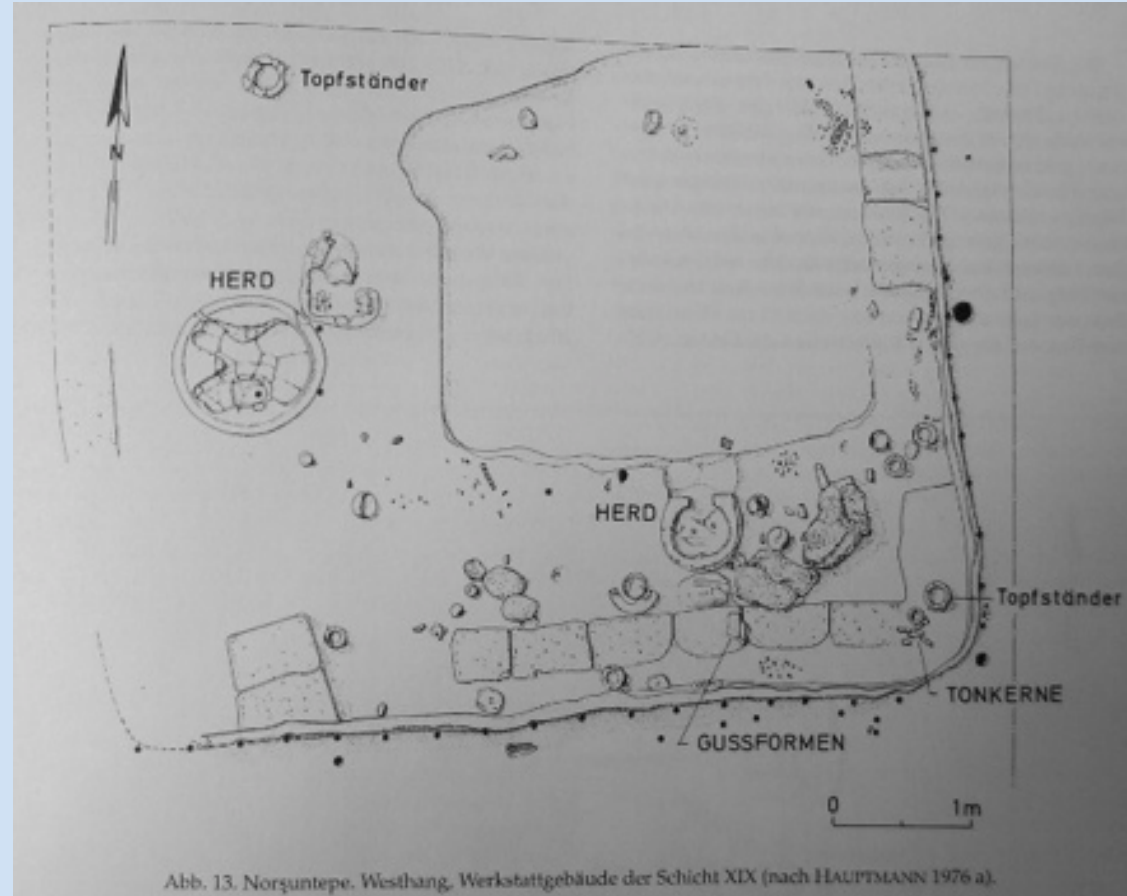 Topfständer
N
HERD
HERD
Topfständer
TONKERNE
GUSSFORMEN
0 1m
Abb. 13. Norşuntepe. Westhang, Werkstattgebäude der Schicht XIX (nach HAUPTMANN 1976 a).